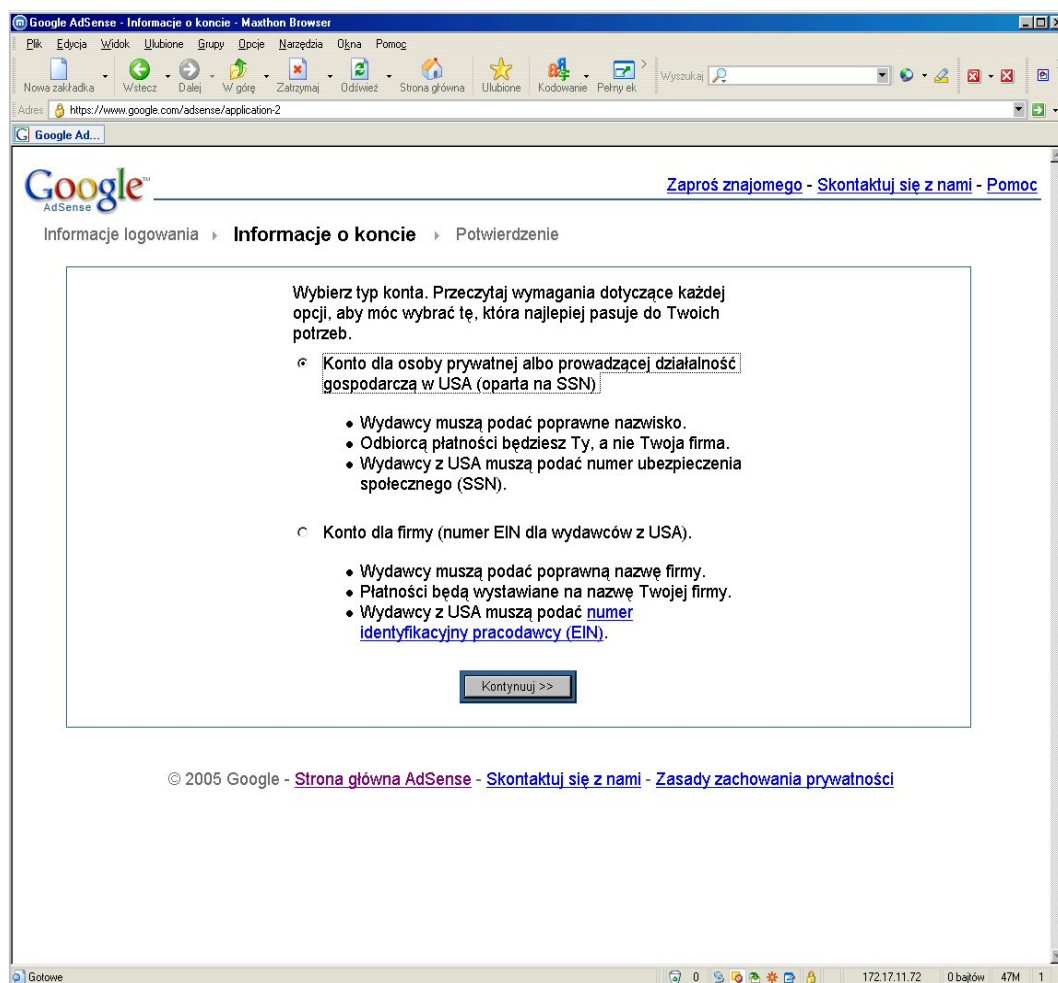 Google AdSense - Informacje o koncie - Maxthon Browser
Plik Edycja Widok Ulubione Grupy Opcje Narzędzia Okna Pomoc
Nowa zakładka Wstecz Dalej W górę Zatrzymaj Odśwież Strona główna Ulubione Kodowanie Pełny ek. > Wyszukaj
Adres https://www.google.com/adsense/application-2
Google Ad...
Google™
AdSense
Zaproś znajomego - Skontaktuj się z nami - Pomoc
Informacje logowania Informacje o koncie Potwierdzenie
Wybierz typ konta. Przeczytaj wymagania dotyczące każdej
opcji, aby móc wybrać tę, która najlepiej pasuje do Twoich
potrzeb.
Konto dla osoby prywatnej albo prowadzącej działalność
gospodarczą w USA (oparta na SSN)
• Wydawcy muszą podać poprawne nazwisko.
• Odbiorcą płatności będziesz Ty, a nie Twoja firma.
• Wydawcy z USA muszą podać numer ubezpieczenia
społecznego (SSN).
Konto dla firmy (numer EIN dla wydawców z USA).
• Wydawcy muszą podać poprawną nazwę firmy.
• Płatności będą wystawiane na nazwę Twojej firmy.
• Wydawcy z USA muszą podać numer
identyfikacyjny pracodawcy (EIN).
Kontynuuj >>
© 2005 Google - Strona główna AdSense - Skontaktuj się z nami - Zasady zachowania prywatności
Gotowe 0 172.17.11.72 0 bajtów 47M 1